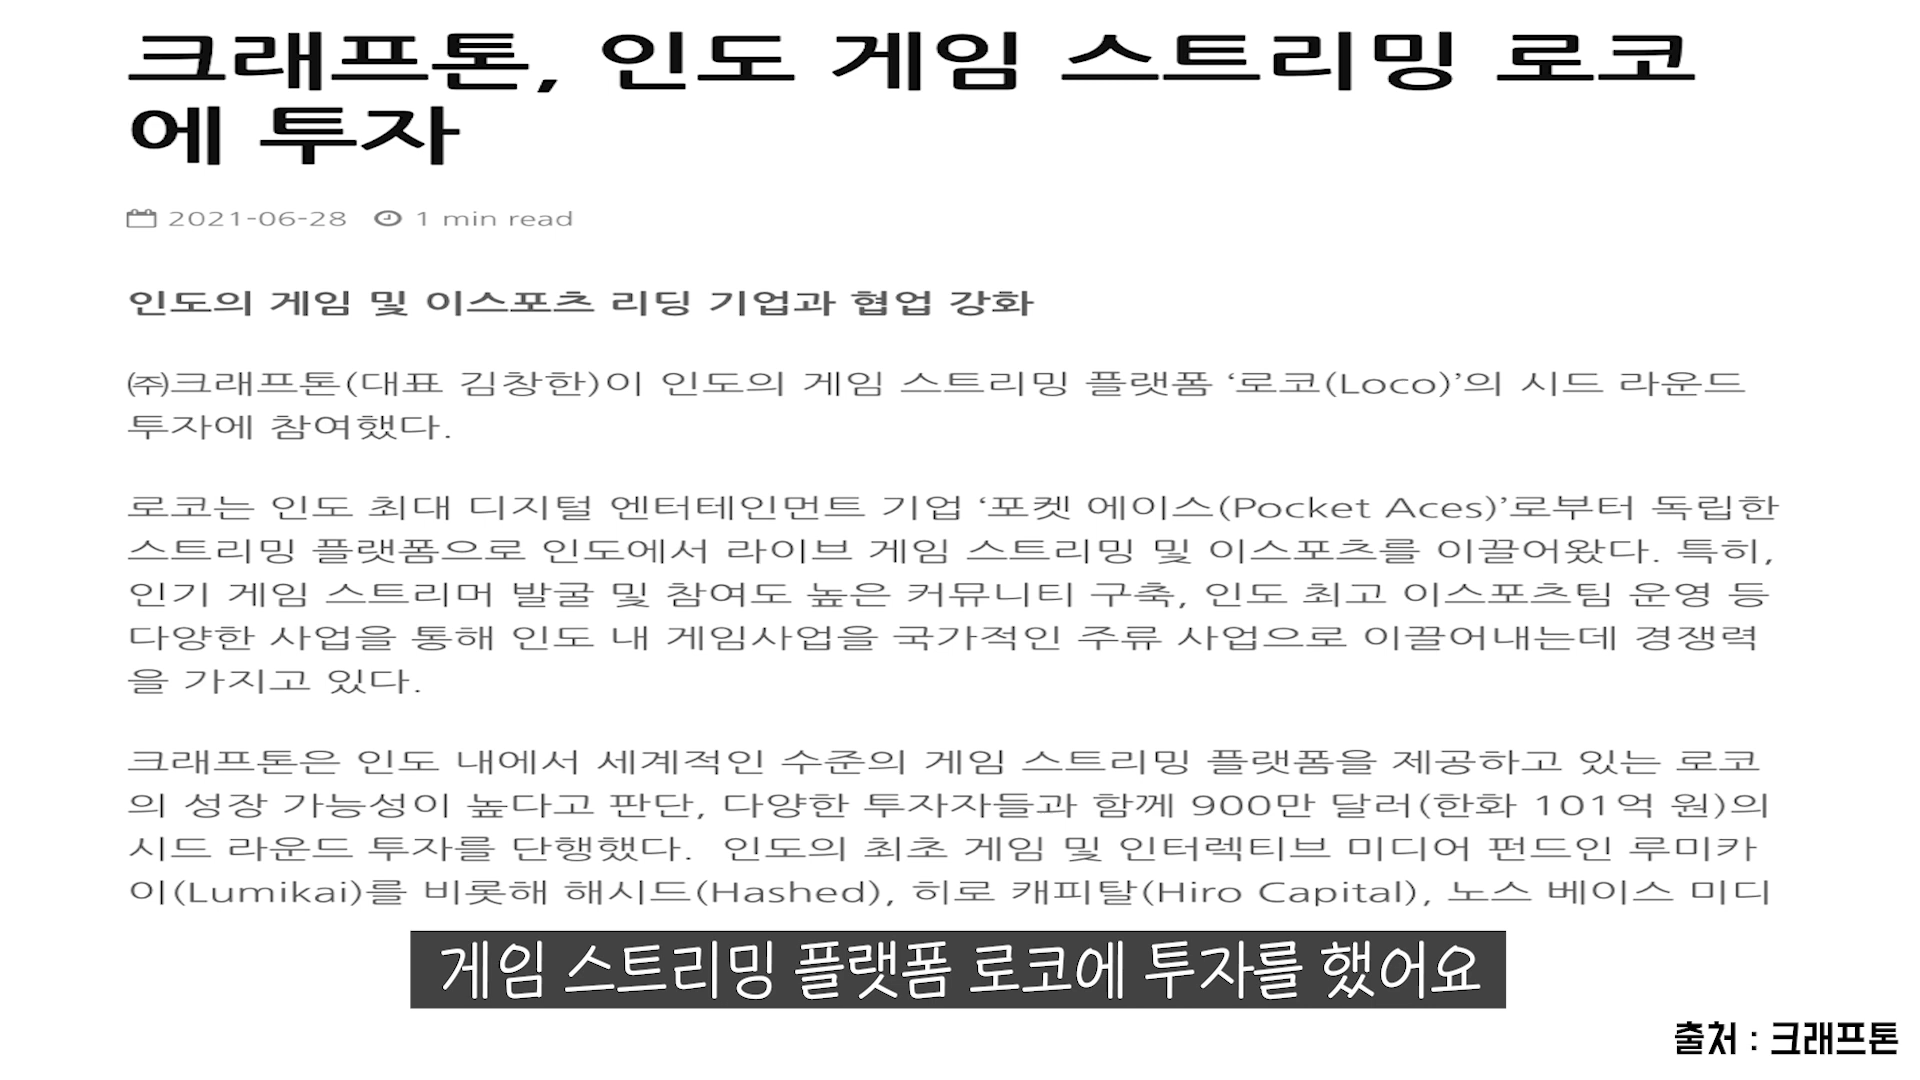 크래프톤, 인도 게임 스트리밍 로코
에 투자
2021-06-28 1 min read
인도의 게임 및 이스포츠 리딩 기업과 협업 강화
㈜크래프톤(대표 김창한)이 인도의 게임 스트리밍 플랫폼 ‘로코(Loco)’의 시드 라운드
투자에 참여했다.
로코는 인도 최대 디지털 엔터테인먼트 기업 ‘포켓 에이스(Pocket Aces)’로부터 독립한
스트리밍 플랫폼으로 인도에서 라이브 게임 스트리밍 및 이스포츠를 이끌어왔다. 특히,
인기 게임 스트리머 발굴 및 참여도 높은 커뮤니티 구축, 인도 최고 이스포츠팀 운영 등
다양한 사업을 통해 인도 내 게임사업을 국가적인 주류 사업으로 이끌어내는데 경쟁력
을 가지고 있다.
크래프톤은 인도 내에서 세계적인 수준의 게임 스트리밍 플랫폼을 제공하고 있는 로코
의 성장 가능성이 높다고 판단, 다양한 투자자들과 함께 900만 달러(한화 101억 원)의
시드 라운드 투자를 단행했다. 인도의 최초 게임 및 인터렉티브 미디어 펀드인 루미카
이(Lumikai)를 비롯해 해시드(Hashed), 히로 캐피탈(Hiro Capital), 노스 베이스 미디
게임 스트리밍 플랫폼 로코에 투자를 했어요
출처 : 크래프톤